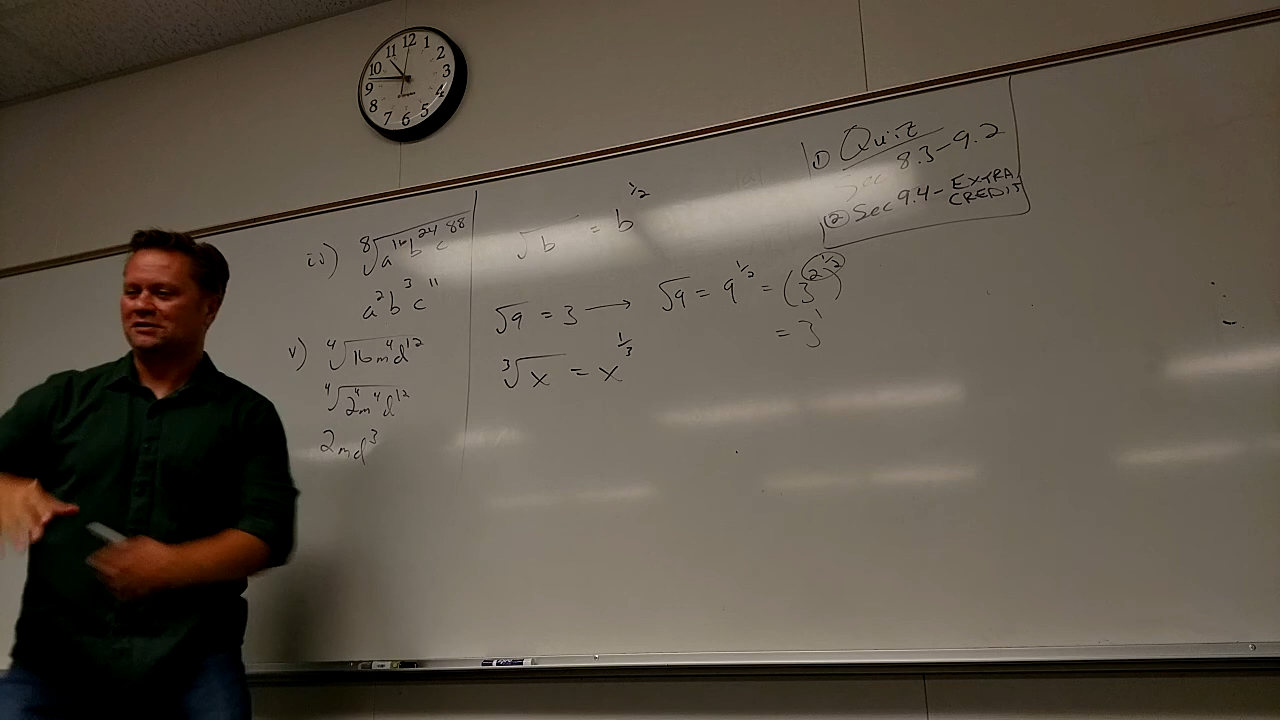 12
1
2
3
4
5
6
7
8
9
10
11
iv) ⁸√a¹⁶b²⁴c⁸⁸
a²b³c¹¹
v) ⁴√16m⁴d¹²
⁴√2⁴m⁴d¹²
2md³
√b = b^1/2
√9 = 3 → √9 = 9^1/2 = (3²)^1/2
= 3¹
³√x = x^1/3
1) Quiz
Sec 8.3-9.2
2) Sec 9.4 - EXTRA
CREDIT